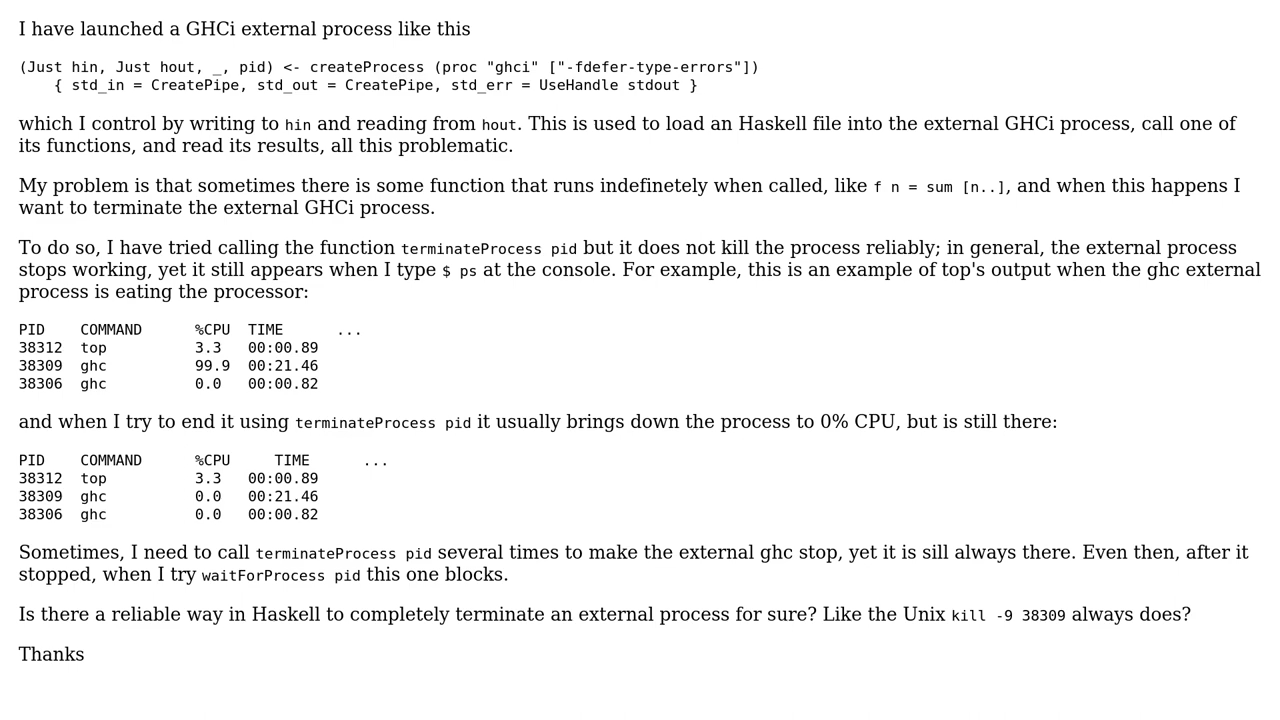 I have launched a GHCi external process like this
(Just hin, Just hout, _, pid) <- createProcess (proc "ghci" ["-fdefer-type-errors"])
    { std_in = CreatePipe, std_out = CreatePipe, std_err = UseHandle stdout }
which I control by writing to hin and reading from hout. This is used to load an Haskell file into the external GHCi process, call one of
its functions, and read its results, all this problematic.
My problem is that sometimes there is some function that runs indefinetely when called, like f n = sum [n..], and when this happens I
want to terminate the external GHCi process.
To do so, I have tried calling the function terminateProcess pid but it does not kill the process reliably; in general, the external process
stops working, yet it still appears when I type $ ps at the console. For example, this is an example of top's output when the ghc external
process is eating the processor:
PID    COMMAND      %CPU  TIME      ...
38312  top          3.3   00:00.89
38309  ghc          99.9  00:21.46
38306  ghc          0.0   00:00.82
and when I try to end it using terminateProcess pid it usually brings down the process to 0% CPU, but is still there:
PID    COMMAND      %CPU     TIME      ...
38312  top          3.3   00:00.89
38309  ghc          0.0   00:21.46
38306  ghc          0.0   00:00.82
Sometimes, I need to call terminateProcess pid several times to make the external ghc stop, yet it is sill always there. Even then, after it
stopped, when I try waitForProcess pid this one blocks.
Is there a reliable way in Haskell to completely terminate an external process for sure? Like the Unix kill -9 38309 always does?
Thanks